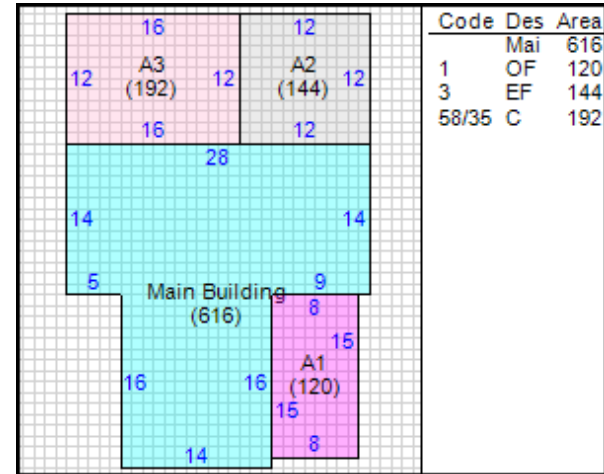 16
12
Code Des Area
Mai 616
1 OF 120
3 EF 144
58/35 C 192
12
A3
(192)
12
A2
(144)
12
16
12
28
14
14
5
9
Main Building
(616)
8
15
A1
(120)
16
16
15
8
14